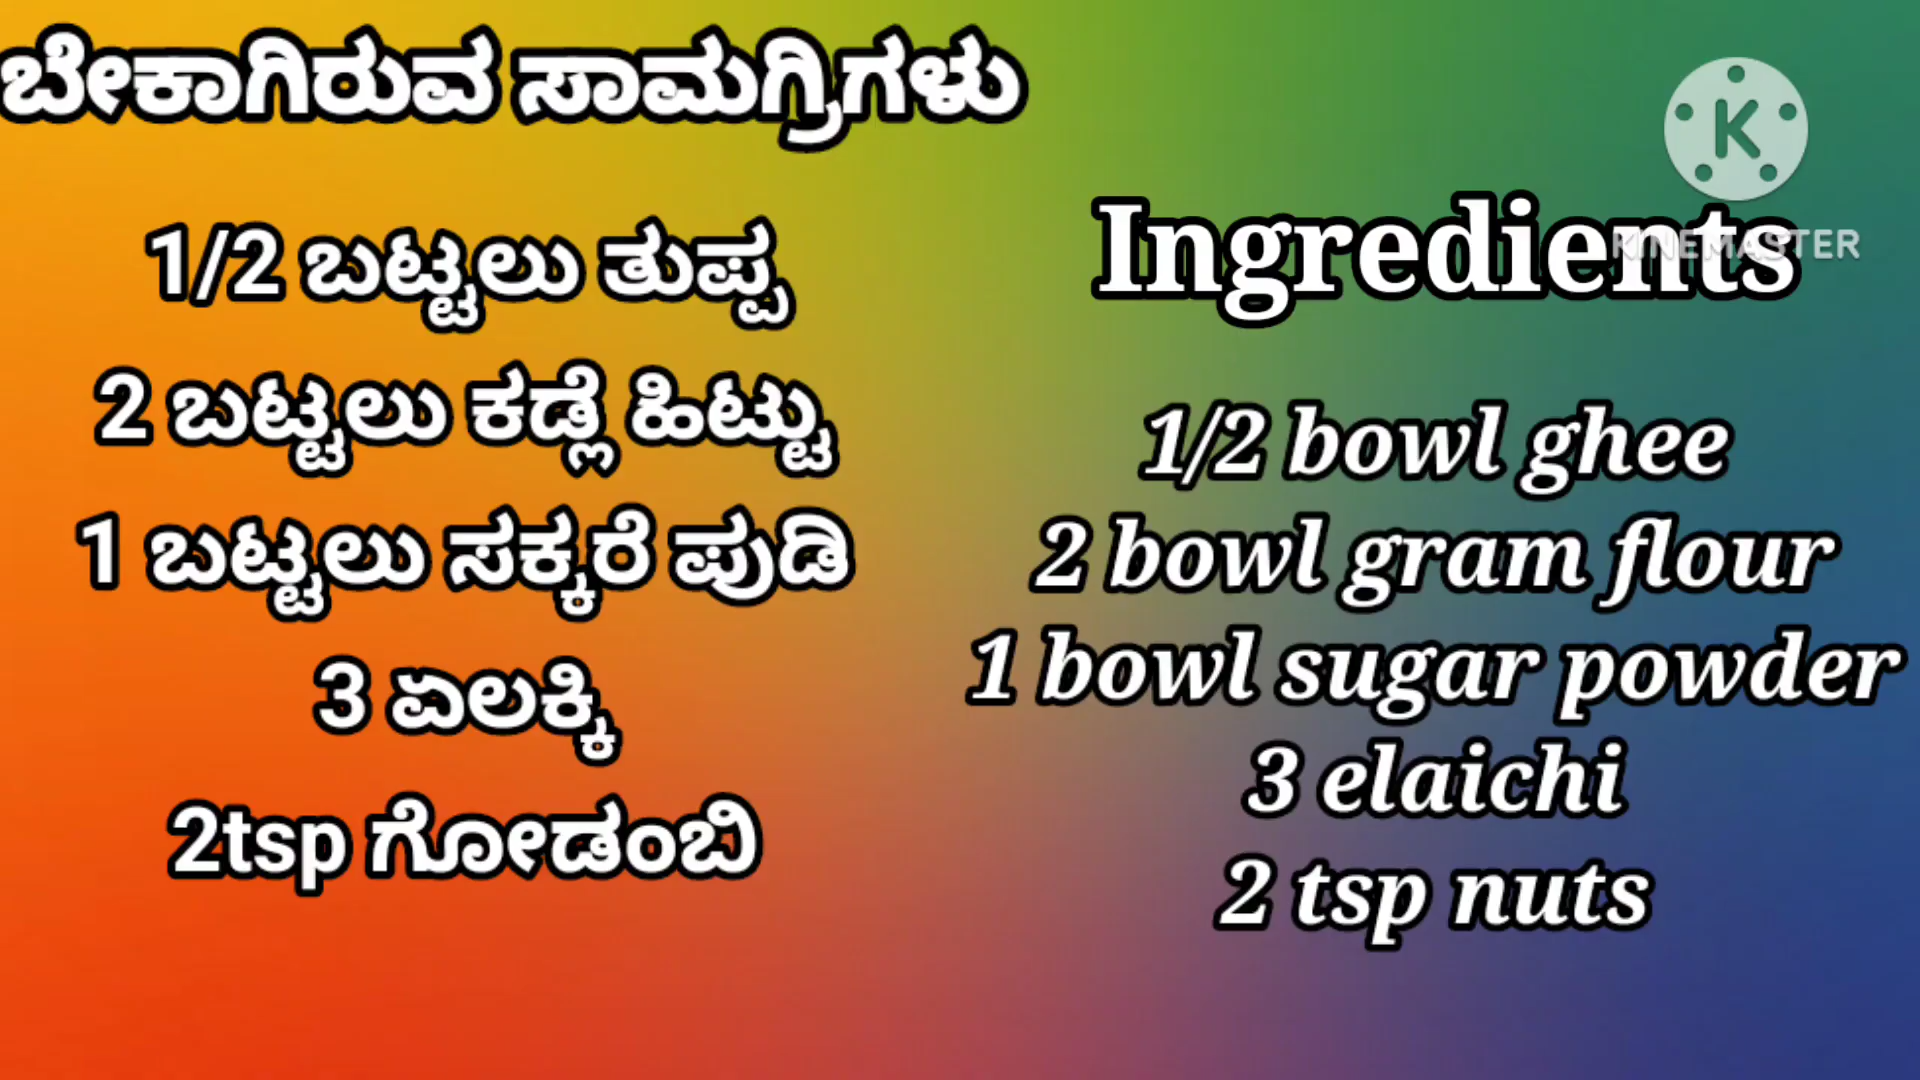 ಬೇಕಾಗಿರುವ ಸಾಮಗ್ರಿಗಳು
1/2 ಬಟ್ಟಲು ತುಪ್ಪ
2 ಬಟ್ಟಲು ಕಡ್ಲೆ ಹಿಟ್ಟು
1 ಬಟ್ಟಲು ಸಕ್ಕರೆ ಪುಡಿ
3 ಏಲಕ್ಕಿ
2tsp ಗೋಡಂಬಿ
K
KINEMASTER
Ingredients
1/2 bowl ghee
2 bowl gram flour
1 bowl sugar powder
3 elaichi
2 tsp nuts